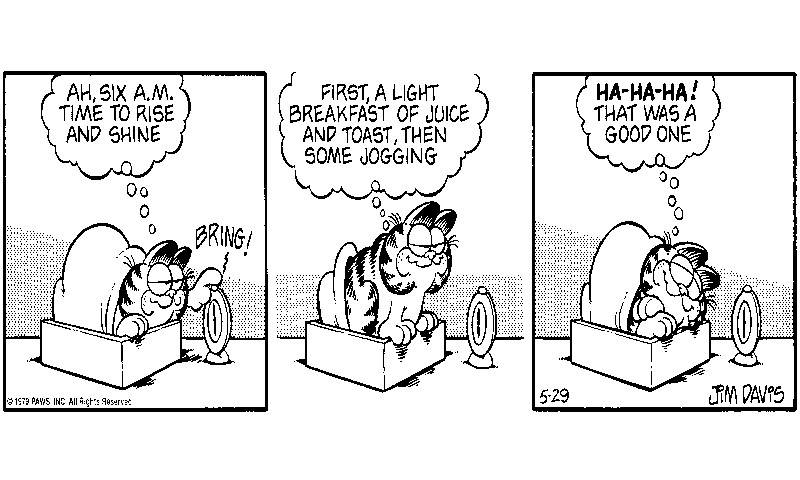 AH, SIX A.M.
TIME TO RISE
AND SHINE
BRING!
© 1979 PAWS, INC. All Rights Reserved.
FIRST, A LIGHT
BREAKFAST OF JUICE
AND TOAST, THEN
SOME JOGGING
HA-HA-HA!
THAT WAS A
GOOD ONE
5-29
JIM DAVIS